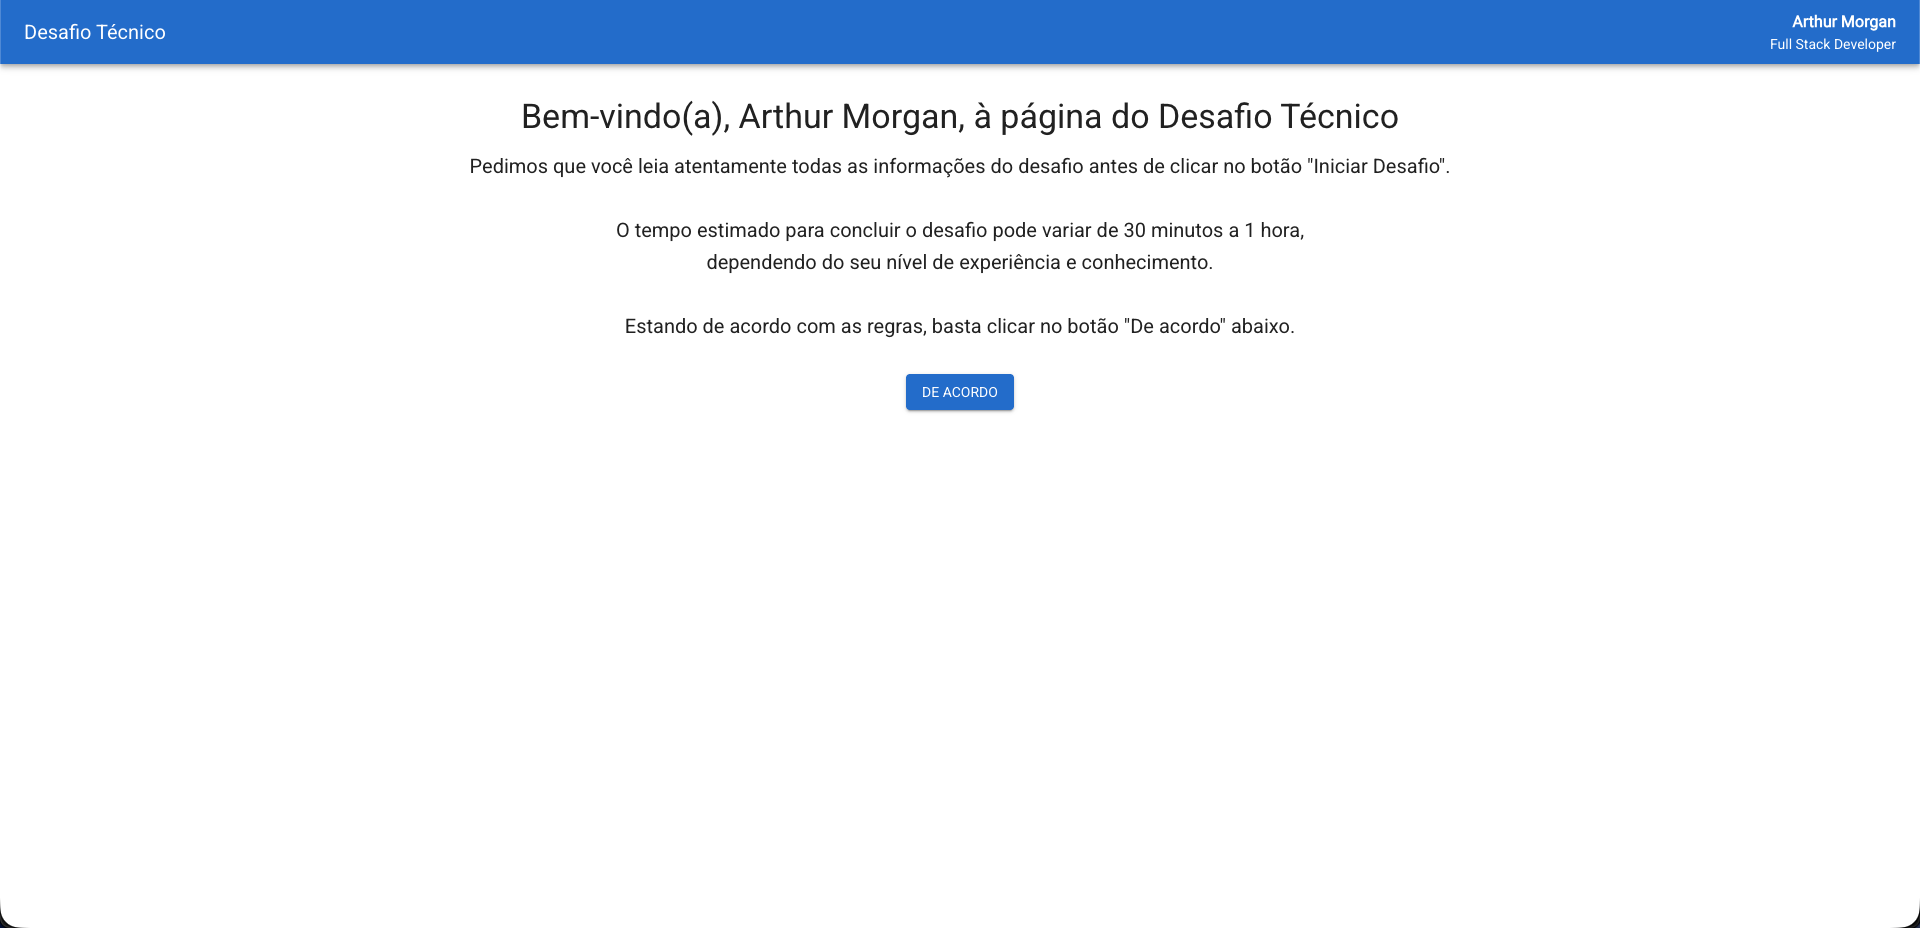 Desafio Técnico
Arthur Morgan
Full Stack Developer
Bem-vindo(a), Arthur Morgan, à página do Desafio Técnico
Pedimos que você leia atentamente todas as informações do desafio antes de clicar no botão "Iniciar Desafio".
O tempo estimado para concluir o desafio pode variar de 30 minutos a 1 hora,
dependendo do seu nível de experiência e conhecimento.
Estando de acordo com as regras, basta clicar no botão "De acordo" abaixo.
DE ACORDO